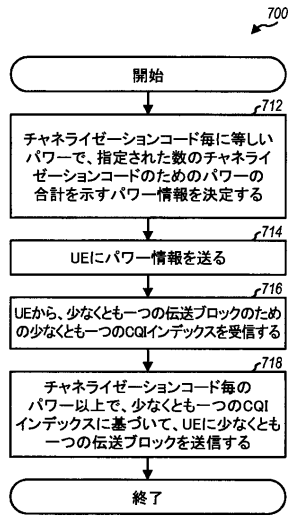 700
開始
712
チャネライゼーションコード毎に等しい
パワーで、指定された数のチャネライ
ゼーションコードのためのパワーの
合計を示すパワー情報を決定する
714
UEにパワー情報を送る
716
UEから、少なくとも一つの伝送ブロックのため
の少なくとも一つのCQIインデックスを受信する
718
チャネライゼーションコード毎の
パワー以上で、少なくとも一つのCQI
インデックスに基づいて、UEに少なくとも
一つの伝送ブロックを送信する
終了